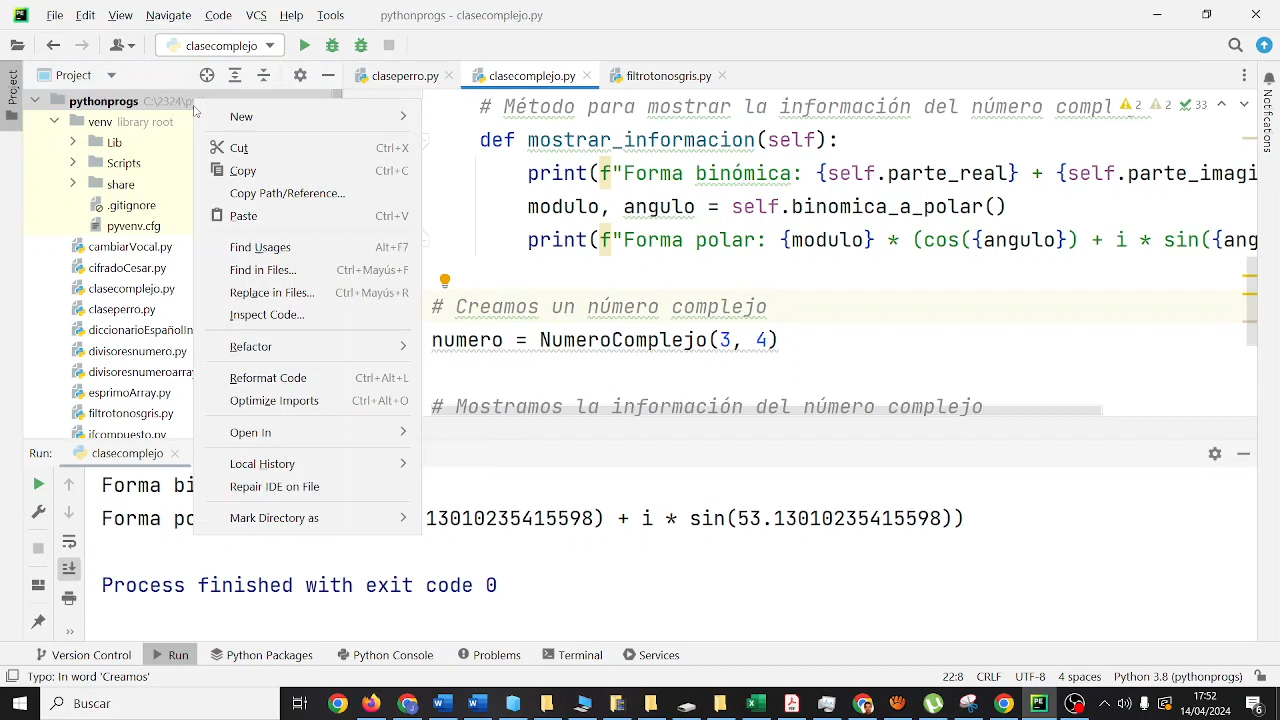 File Edit View Navigate Code VCS Help Tools pythonprogs - clasecomplejo.py
clasecomplejo
Project claseperro.py clasecomplejo.py filtrotonosgris.py
Project
Notifications
pythonprogs C:\2324\
venv library root
Lib
Scripts
share
.gitignore
pyvenv.cfg
cambiarVocal.py
cifradoCesar.py
clasecomplejo.py
claseperro.py
diccionarioEspañolIn
divisoresnumero.py
divisoresnumeroarra
esprimoArray.py
filtrotonosgris.py
ifcompuesto.py
New
Cut Ctrl+X
Copy Ctrl+C
Copy Path/Reference...
Paste Ctrl+V
Find Usages Alt+F7
Find in Files... Ctrl+Mayús+F
Replace in Files... Ctrl+Mayús+R
Inspect Code...
Refactor
Reformat Code Ctrl+Alt+L
Optimize Imports Ctrl+Alt+O
Open In
Local History
Repair IDE on File
Mark Directory as
# Método para mostrar la información del número compl 2 2 33
def mostrar_informacion(self):
print(f"Forma binómica: {self.parte_real} + {self.parte_imagi
modulo, angulo = self.binomica_a_polar()
print(f"Forma polar: {modulo} * (cos({angulo}) + i * sin({ang
# Creamos un número complejo
numero = NumeroComplejo(3, 4)
# Mostramos la información del número complejo
Run: clasecomplejo
Forma bi
Forma po 13010235415598) + i * sin(53.13010235415598))
Process finished with exit code 0
Version Control Run Python Packages Python Console Problems Terminal Services
Typo: In word 'Creamos' 22:8 CRLF UTF-8 4 spaces Python 3.8 (pythonprogs)
Buscar
17:52
14/04/2024
6